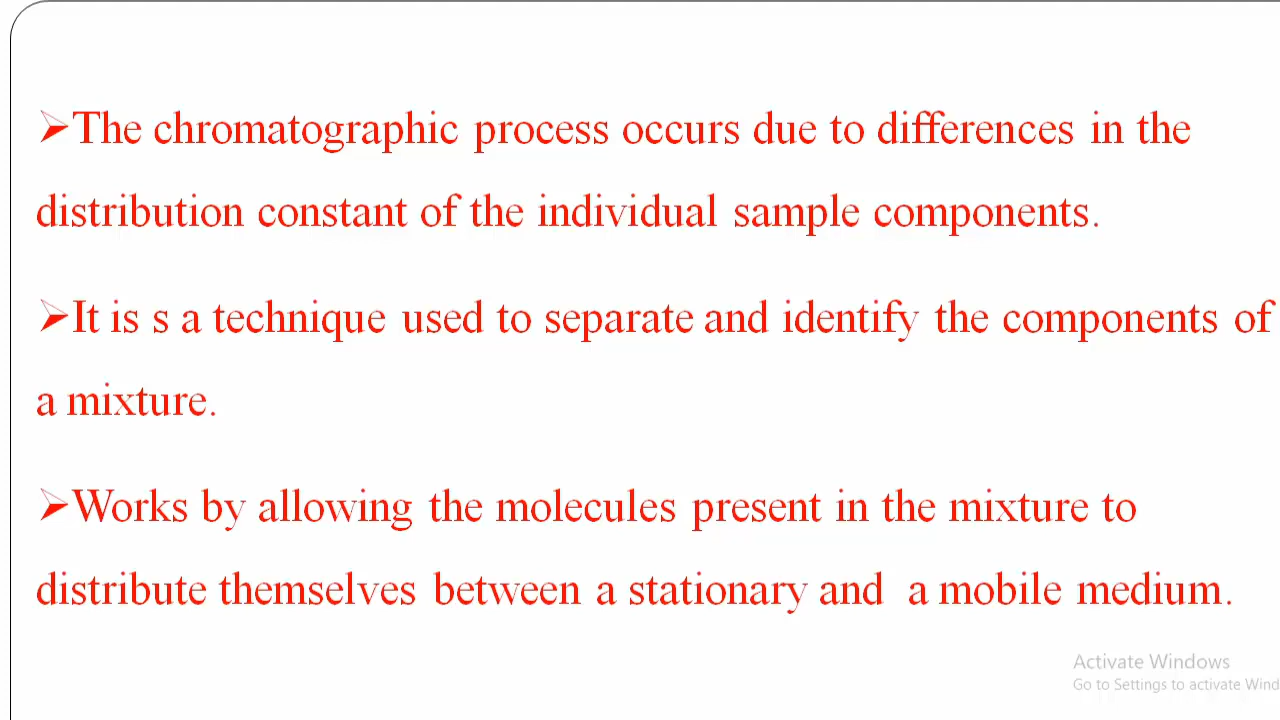 ➢The chromatographic process occurs due to differences in the
distribution constant of the individual sample components.
➢It is s a technique used to separate and identify the components of
a mixture.
➢Works by allowing the molecules present in the mixture to
distribute themselves between a stationary and a mobile medium.
Activate Windows
Go to Settings to activate Wind